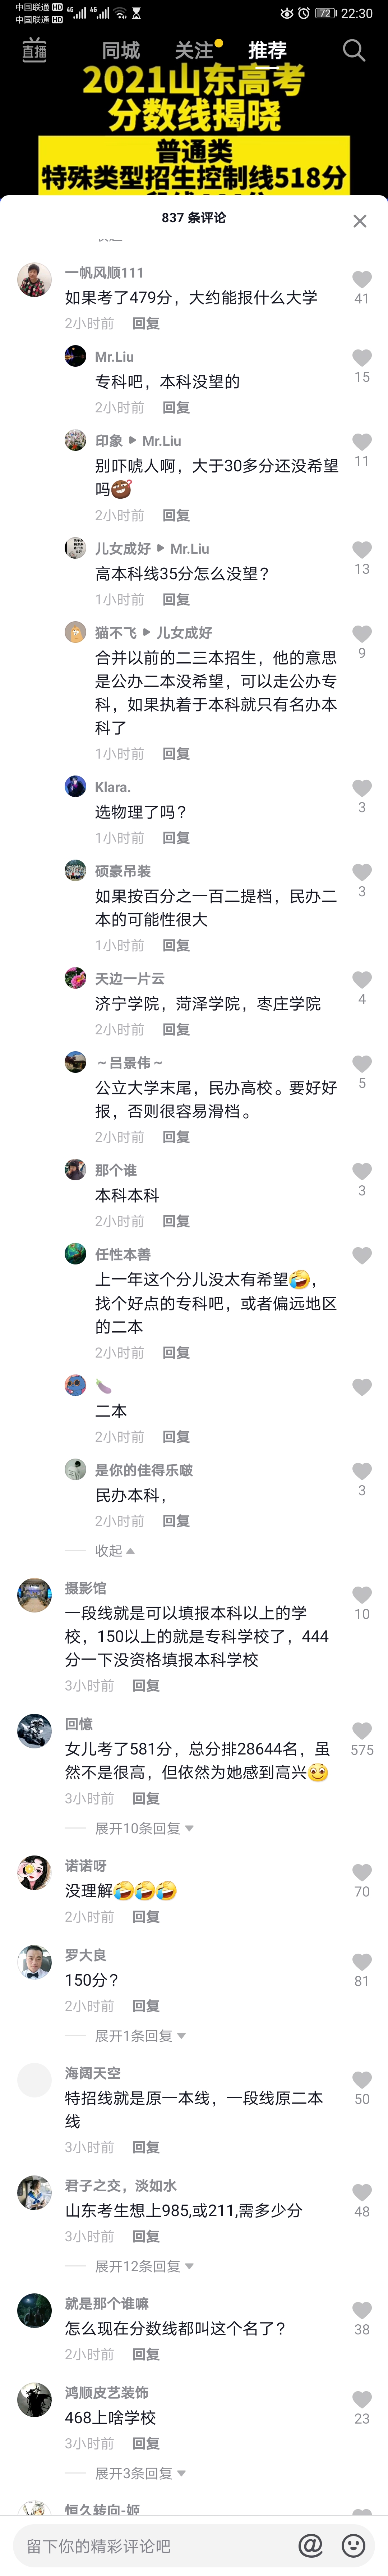 中国联通 HD 4G 4G 72 22:30
中国联通 HD
直播 同城 关注 推荐
2021山东高考
分数线揭晓
普通类
特殊类型招生控制线518分
837 条评论
一帆风顺111
如果考了479分，大约能报什么大学
41
2小时前 回复
Mr.Liu
专科吧，本科没望的
15
2小时前 回复
印象 ▶ Mr.Liu
别吓唬人啊，大于30多分还没希望
吗
11
2小时前 回复
儿女成好 ▶ Mr.Liu
高本科线35分怎么没望？
13
1小时前 回复
猫不飞 ▶ 儿女成好
合并以前的二三本招生，他的意思
是公办二本没希望，可以走公办专
科，如果执着于本科就只有名办本
科了
9
1小时前 回复
Klara.
选物理了吗？
3
1小时前 回复
硕豪吊装
如果按百分之一百二提档，民办二
本的可能性很大
3
1小时前 回复
天边一片云
济宁学院，菏泽学院，枣庄学院
4
2小时前 回复
～吕景伟～
公立大学末尾，民办高校。要好好
报，否则很容易滑档。
5
2小时前 回复
那个谁
本科本科
3
2小时前 回复
任性本善
上一年这个分儿没太有希望🤣，
找个好点的专科吧，或者偏远地区
的二本
2小时前 回复
🍆
二本
2小时前 回复
是你的佳得乐啵
民办本科，
3
2小时前 回复
收起
摄影馆
一段线就是可以填报本科以上的学
校，150以上的就是专科学校了，444
分一下没资格填报本科学校
10
3小时前 回复
回憶
女儿考了581分，总分排28644名，虽
然不是很高，但依然为她感到高兴
575
3小时前 回复
展开10条回复
诺诺呀
没理解🤣🤣🤣
70
2小时前 回复
罗大良
150分？
81
2小时前 回复
展开1条回复
海阔天空
特招线就是原一本线，一段线原二本
线
50
3小时前 回复
君子之交，淡如水
山东考生想上985,或211,需多少分
48
3小时前 回复
展开12条回复
就是那个谁嘛
怎么现在分数线都叫这个名了？
38
2小时前 回复
鸿顺皮艺装饰
468上啥学校
23
3小时前 回复
展开3条回复
恒久转向-姬
留下你的精彩评论吧 @